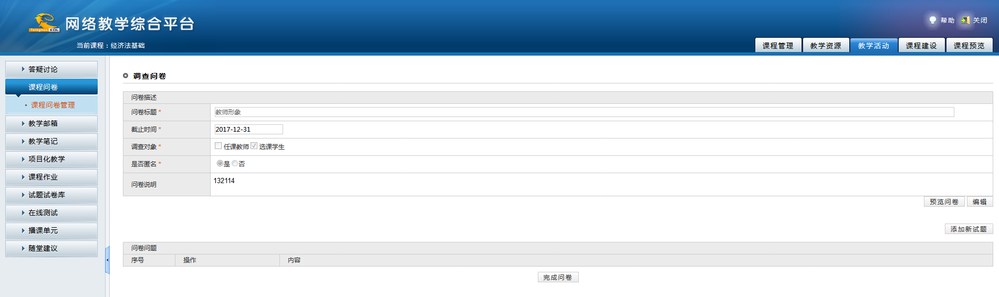 网络教学综合平台
Tsinghua EOL
当前课程：经济法基础
帮助 关闭
课程管理 教学资源 教学活动 课程建设 课程预览
答疑讨论
课程问卷
课程问卷管理
教学邮箱
教学笔记
项目化教学
课程作业
试题试卷库
在线测试
播课单元
随堂建议
调查问卷
问卷描述
问卷标题 * 教师形象
截止时间 * 2017-12-31
调查对象 * 任课教师 选课学生
是否匿名 * 是 否
问卷说明 132114
预览问卷 编辑
添加新试题
问卷问题
序号 操作 内容
完成问卷